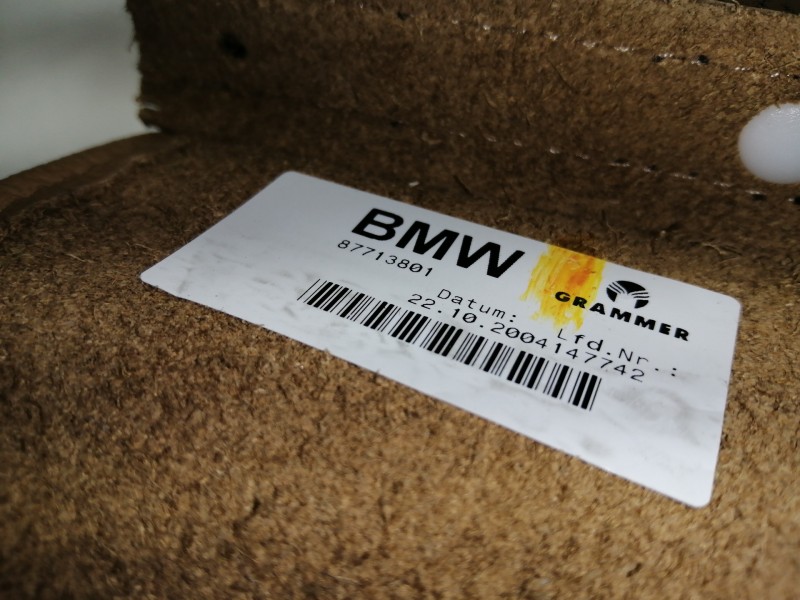 BMW
87713801
GRAMMER
Datum: Lfd.Nr.:
22.10.2004147742